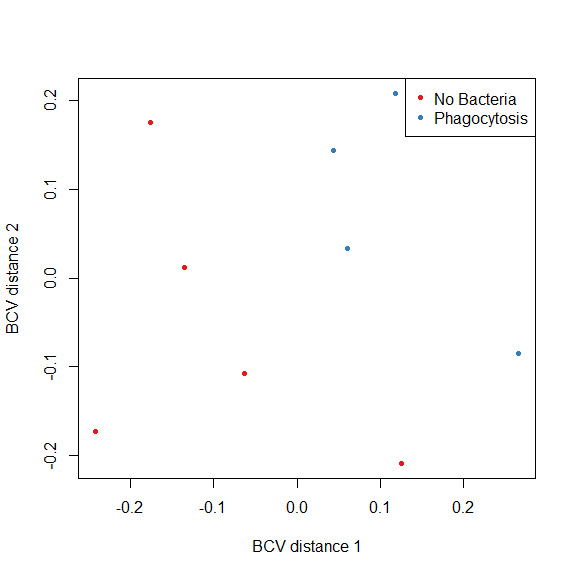 No Bacteria
Phagocytosis
0.2
0.1
0.0
-0.1
-0.2
BCV distance 2
-0.2
-0.1
0.0
0.1
0.2
BCV distance 1